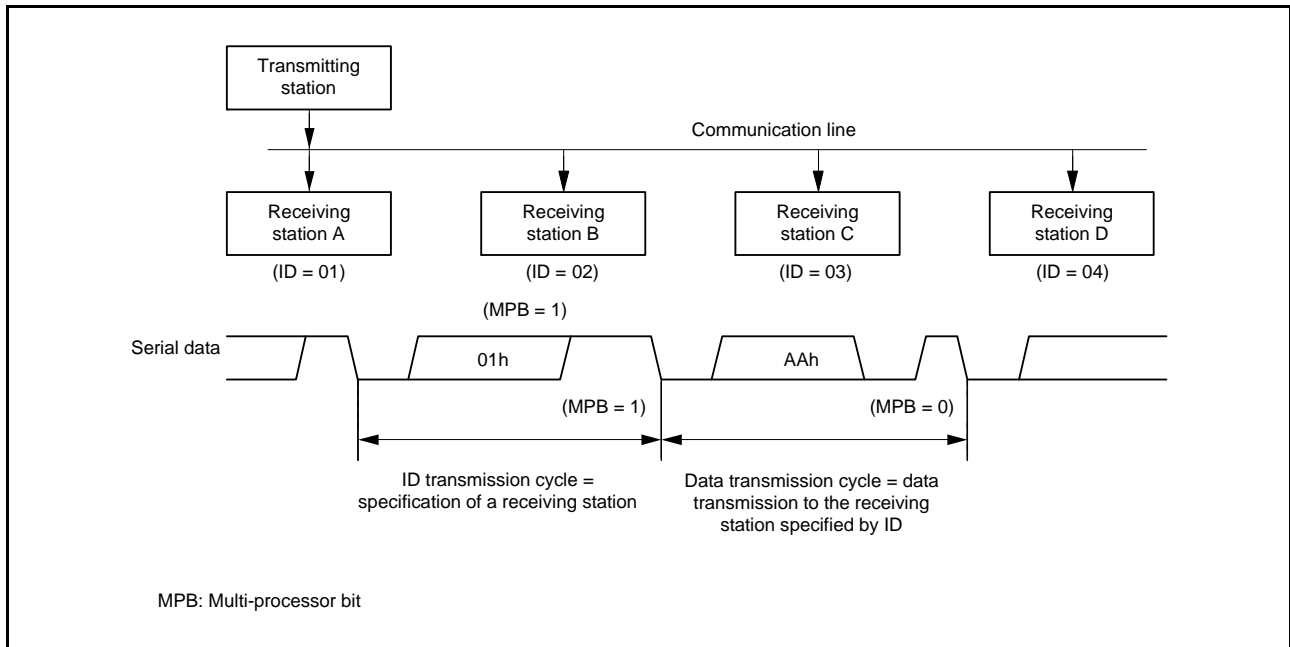 Transmitting
station
Communication line
Receiving
station A
Receiving
station B
Receiving
station C
Receiving
station D
(ID = 01)
(ID = 02)
(ID = 03)
(ID = 04)
(MPB = 1)
Serial data
01h
AAh
(MPB = 1)
(MPB = 0)
ID transmission cycle =
specification of a receiving station
Data transmission cycle = data
transmission to the receiving
station specified by ID
MPB: Multi-processor bit